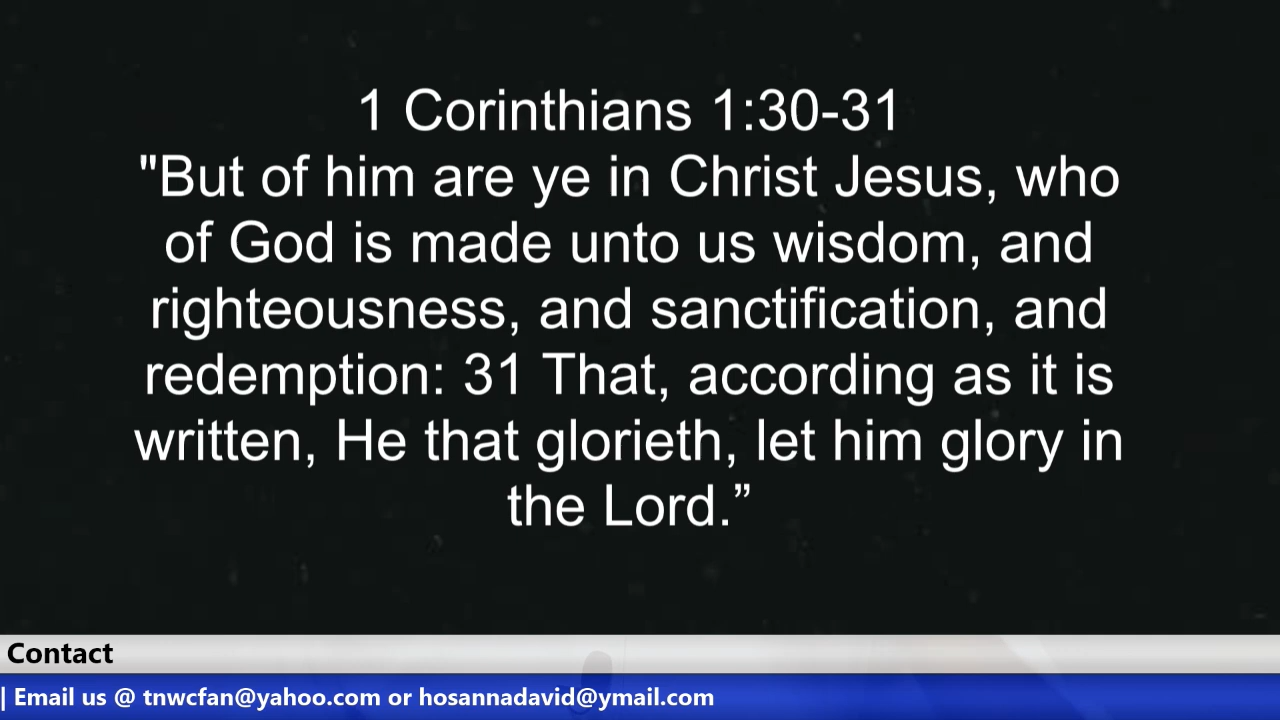 1 Corinthians 1:30-31
"But of him are ye in Christ Jesus, who
of God is made unto us wisdom, and
righteousness, and sanctification, and
redemption: 31 That, according as it is
written, He that glorieth, let him glory in
the Lord.”
Contact
| Email us @ tnwcfan@yahoo.com or hosannadavid@ymail.com